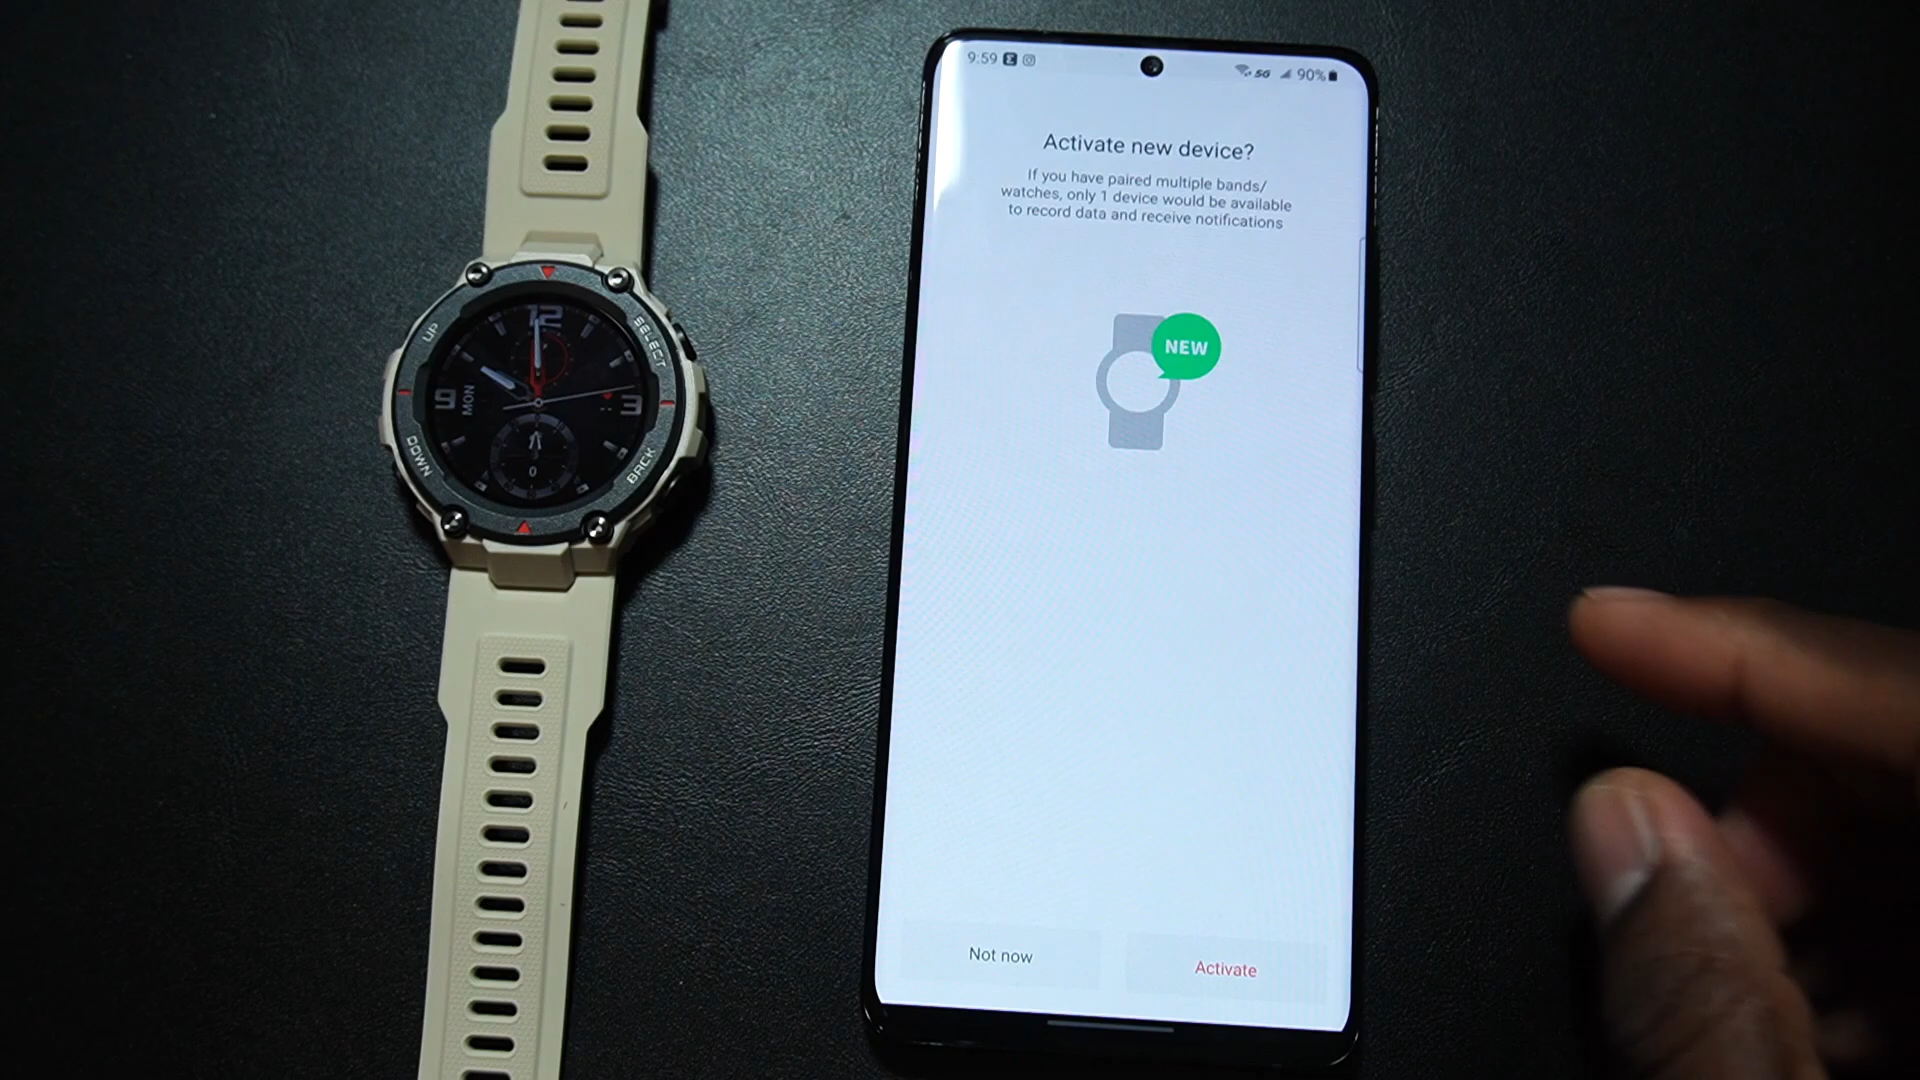 12
UP
SELECT
9
MON
3
0
DOWN
BACK
9:59
5G
90%
Activate new device?
If you have paired multiple bands/
watches, only 1 device would be available
to record data and receive notifications
NEW
Not now
Activate